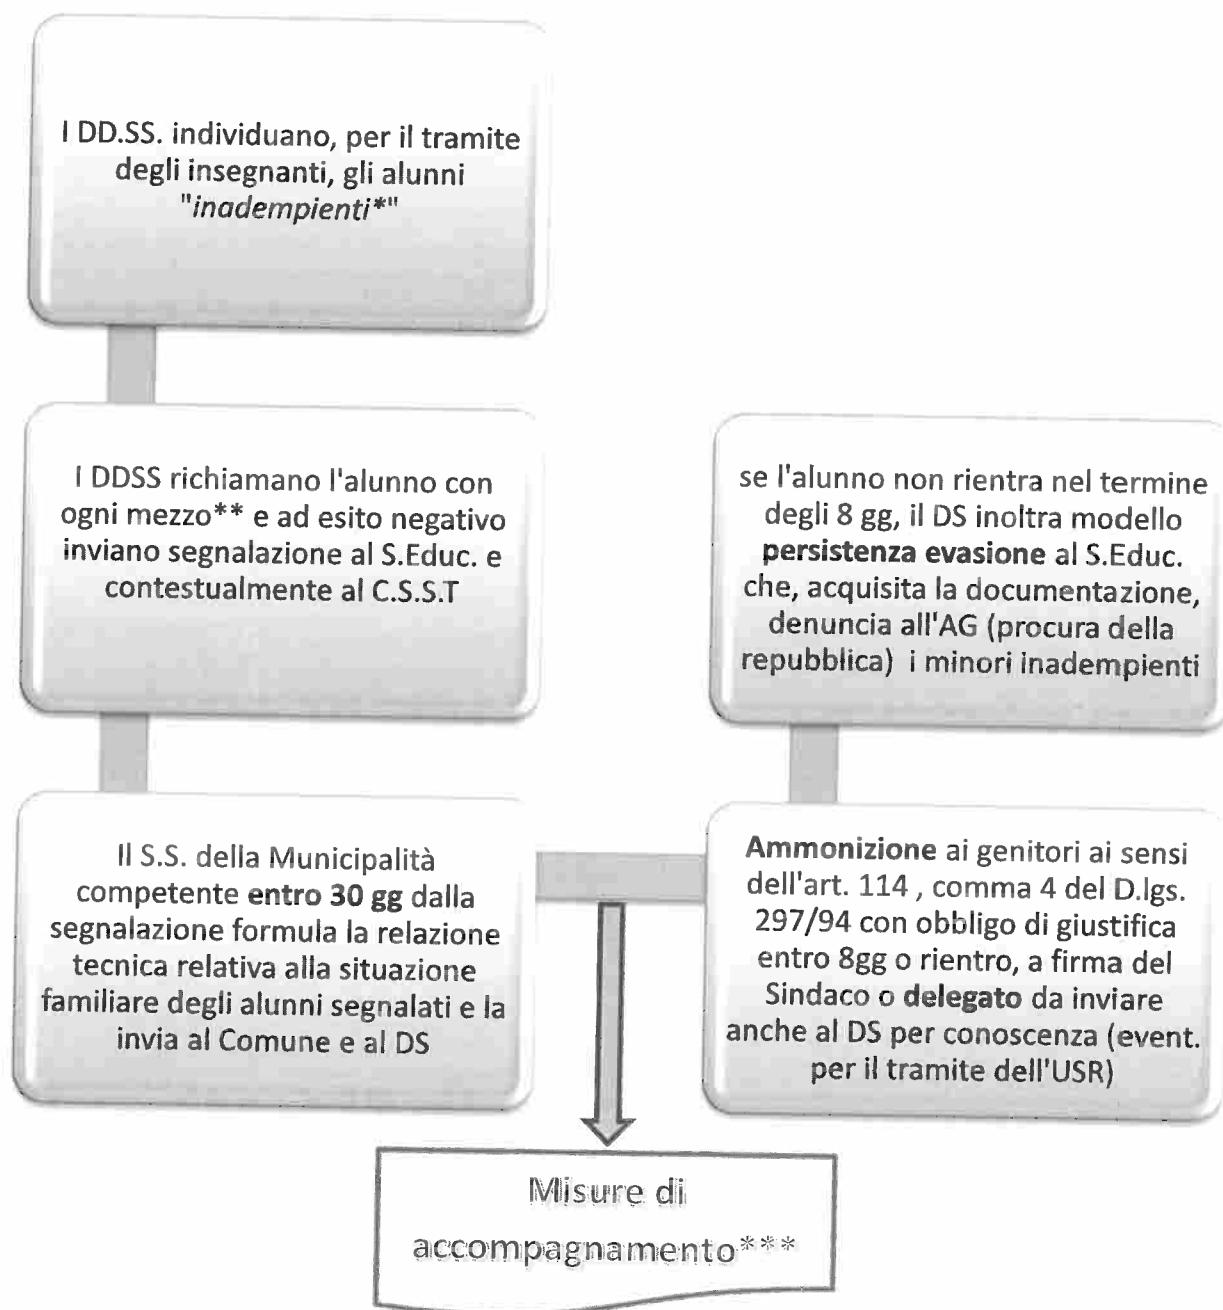 I DD.SS. individuano, per il tramite
degli insegnanti, gli alunni
"inadempienti*"
I DDSS richiamano l'alunno con
ogni mezzo** e ad esito negativo
inviano segnalazione al S.Educ. e
contestualmente al C.S.S.T
Il S.S. della Municipalità
competente entro 30 gg dalla
segnalazione formula la relazione
tecnica relativa alla situazione
familiare degli alunni segnalati e la
invia al Comune e al DS
Ammonizione ai genitori ai sensi
dell'art. 114 , comma 4 del D.lgs.
297/94 con obbligo di giustifica
entro 8gg o rientro, a firma del
Sindaco o delegato da inviare
anche al DS per conoscenza (event.
per il tramite dell'USR)
se l'alunno non rientra nel termine
degli 8 gg, il DS inoltra modello
persistenza evasione al S.Educ.
che, acquisita la documentazione,
denuncia all'AG (procura della
repubblica) i minori inadempienti
Misure di
accompagnamento***